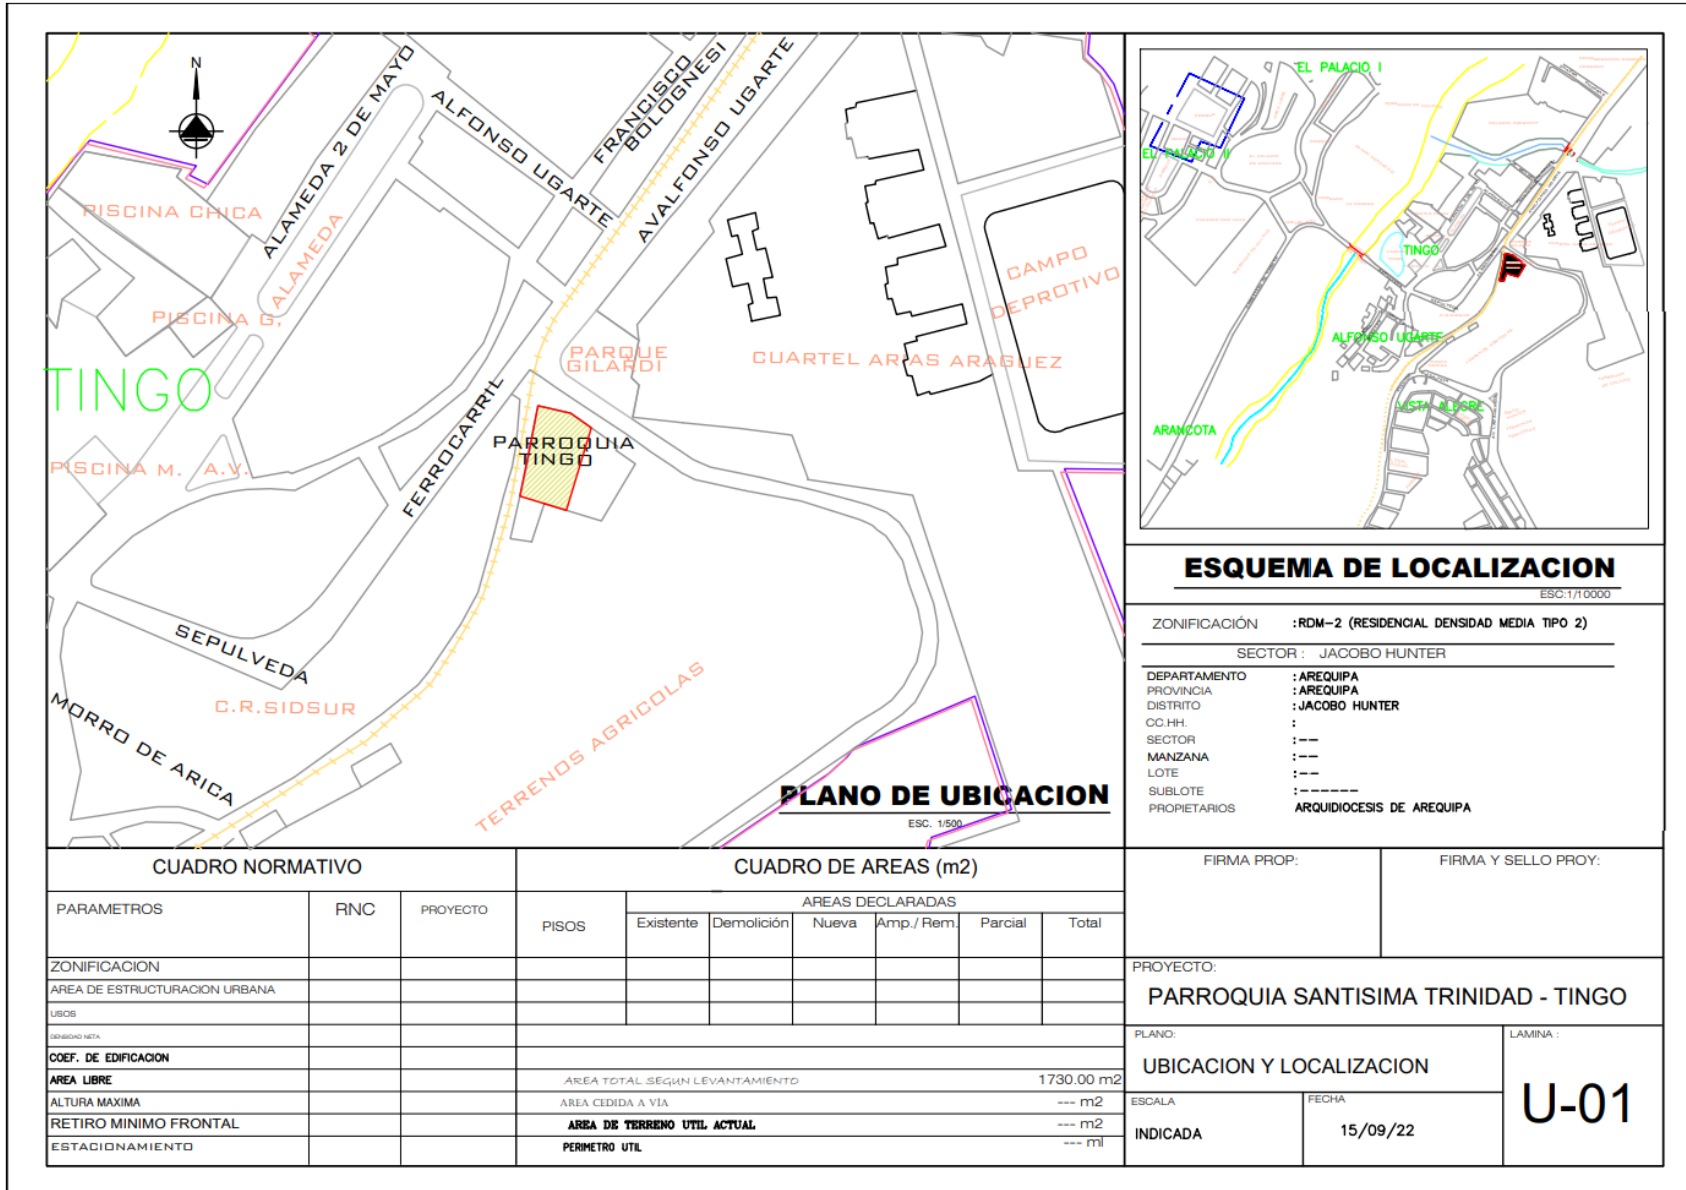 N
ALAMEDA 2 DE MAYO
ALFONSO UGARTE
FRANCISCO
BOLOGNESI
AVALFONSO UGARTE
PISCINA CHICA
ALAMEDA
PISCINA G,
TINGO
PISCINA M.
A.V.
FERROCARRIL
PARQUE
GILARDI
PARROQUIA
TINGO
CUARTEL ARIAS ARAGUEZ
CAMPO
DEPROTIVO
SEPULVEDA
C.R.SIDSUR
MORRO DE ARICA
TERRENOS AGRICOLAS
PLANO DE UBICACION
ESC. 1/500
EL PALACIO I
EL PALACIO II
TINGO
ALFONSO UGARTE
VISTA ALEGRE
ARANCOTA
ESQUEMA DE LOCALIZACION
ESC:1/10000
ZONIFICACIÓN :RDM-2 (RESIDENCIAL DENSIDAD MEDIA TIPO 2)
SECTOR : JACOBO HUNTER
DEPARTAMENTO :AREQUIPA
PROVINCIA :AREQUIPA
DISTRITO :JACOBO HUNTER
CC.HH. :
SECTOR :--
MANZANA :--
LOTE :--
SUBLOTE :------
PROPIETARIOS ARQUIDIOCESIS DE AREQUIPA
CUADRO NORMATIVO
PARAMETROS RNC PROYECTO
ZONIFICACION
AREA DE ESTRUCTURACION URBANA
USOS
DENSIDAD NETA
COEF. DE EDIFICACION
AREA LIBRE
ALTURA MAXIMA
RETIRO MINIMO FRONTAL
ESTACIONAMIENTO
CUADRO DE AREAS (m2)
PISOS
AREAS DECLARADAS
Existente Demolición Nueva Amp./ Rem. Parcial Total
AREA TOTAL SEGUN LEVANTAMIENTO 1730.00 m2
AREA CEDIDA A VÍA --- m2
AREA DE TERRENO UTIL ACTUAL --- m2
PERIMETRO UTIL --- ml
FIRMA PROP:
FIRMA Y SELLO PROY:
PROYECTO:
PARROQUIA SANTISIMA TRINIDAD - TINGO
PLANO:
UBICACION Y LOCALIZACION
LAMINA :
U-01
ESCALA
INDICADA
FECHA
15/09/22